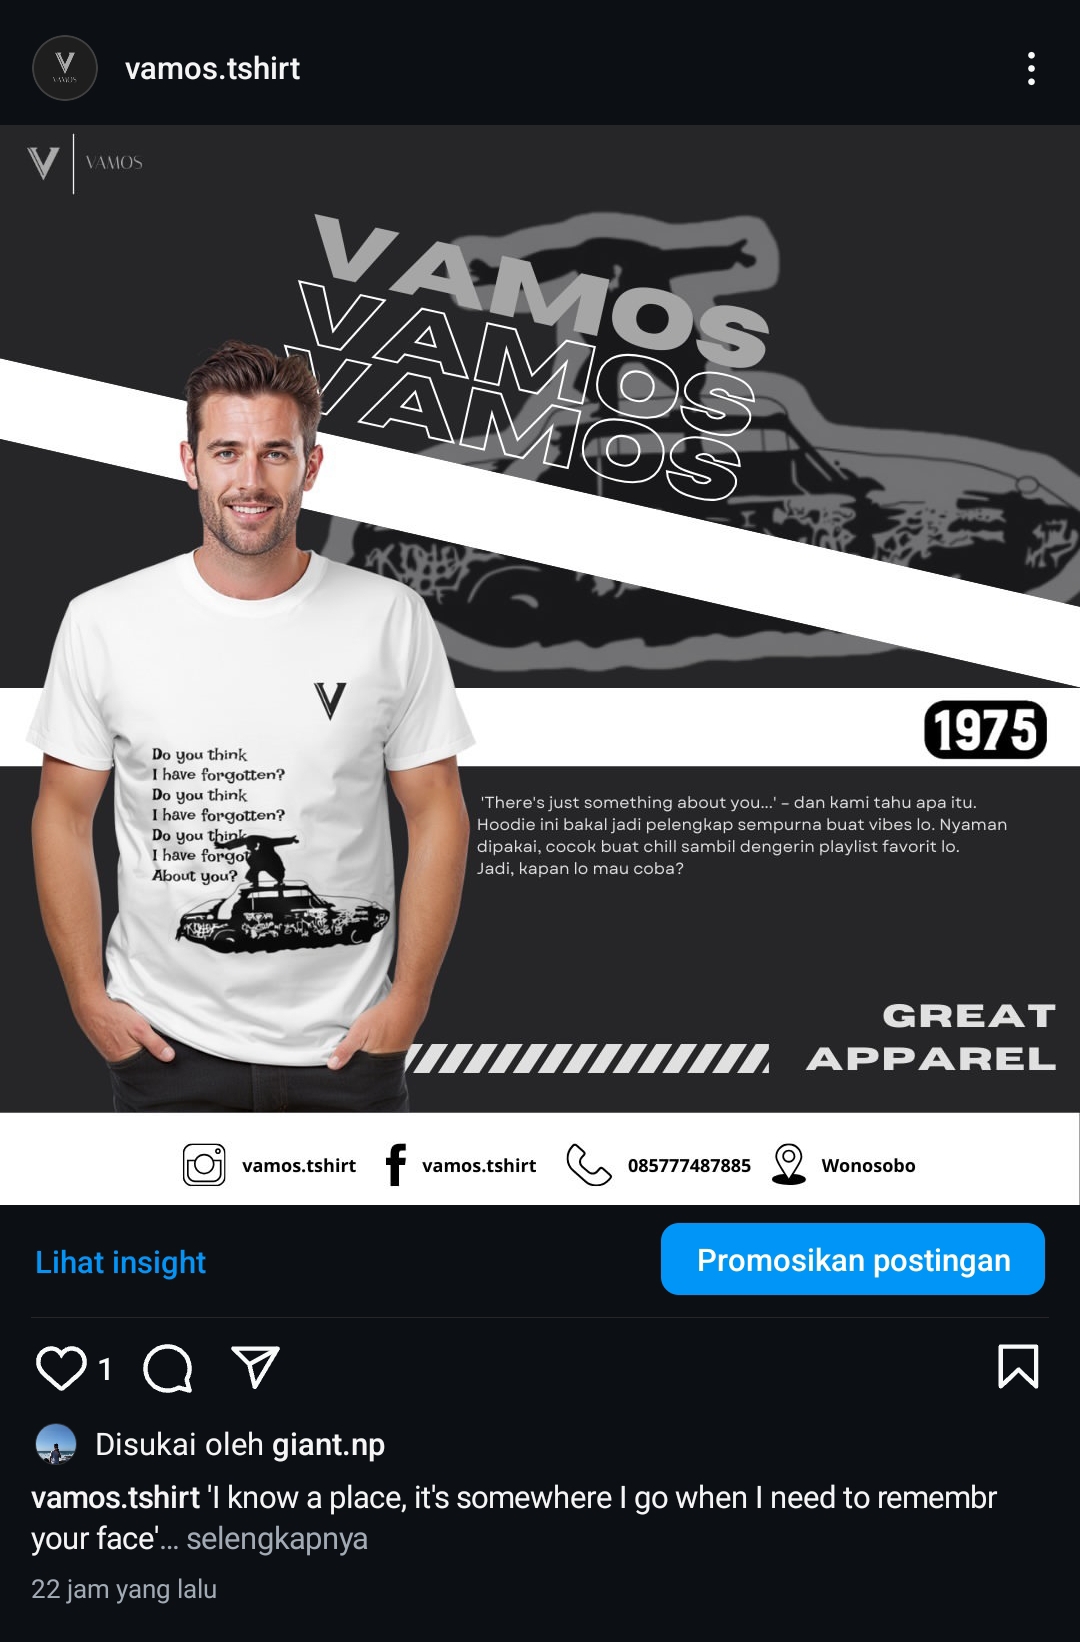 V
VAMOS
vamos.tshirt
V
VAMOS
VAMOS
VAMOS
VAMOS
V
1975
Do you think
I have forgotten?
Do you think
I have forgotten?
Do you think
I have forgot
About you?
'There's just something about you...' – dan kami tahu apa itu.
Hoodie ini bakal jadi pelengkap sempurna buat vibes lo. Nyaman
dipakai, cocok buat chill sambil dengerin playlist favorit lo.
Jadi, kapan lo mau coba?
GREAT
APPAREL
vamos.tshirt
vamos.tshirt
085777487885
Wonosobo
Lihat insight
Promosikan postingan
1
Disukai oleh giant.np
vamos.tshirt 'I know a place, it's somewhere I go when I need to remembr
your face'... selengkapnya
22 jam yang lalu